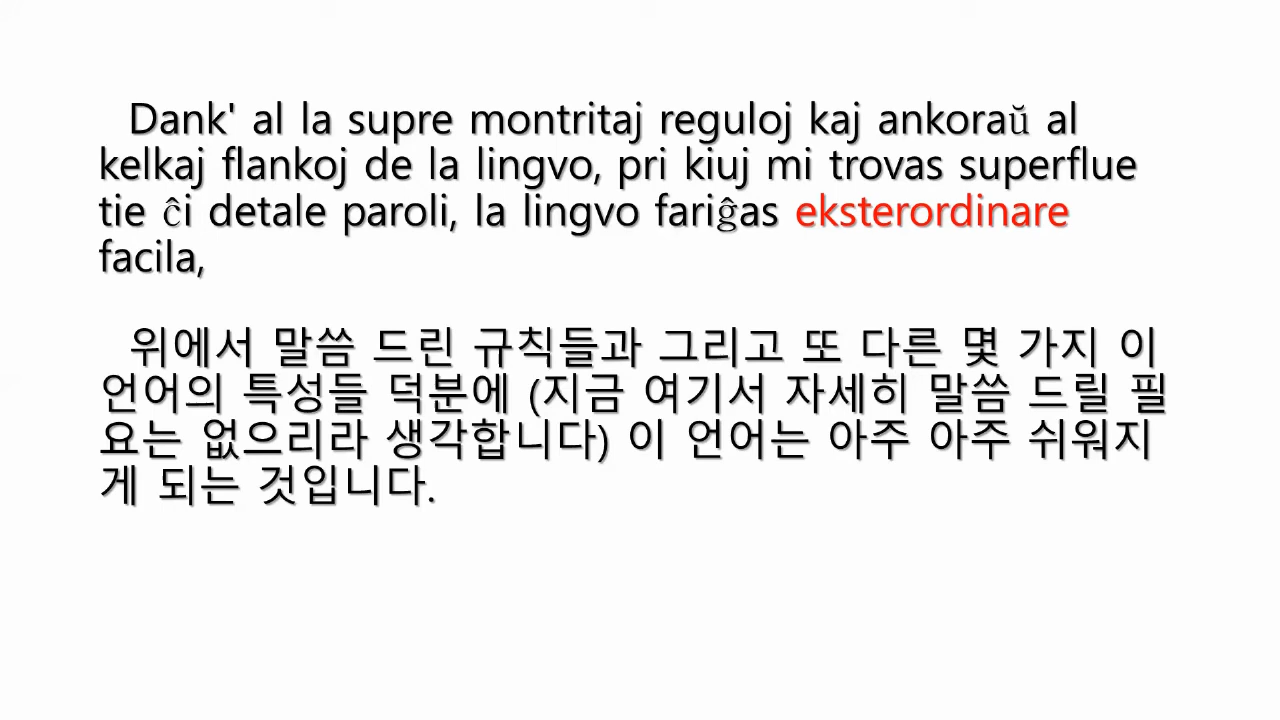 Dank' al la supre montritaj reguloj kaj ankoraŭ al
kelkaj flankoj de la lingvo, pri kiuj mi trovas superflue
tie ĉi detale paroli, la lingvo fariĝas eksterordinare
facila,
위에서 말씀 드린 규칙들과 그리고 또 다른 몇 가지 이
언어의 특성들 덕분에 (지금 여기서 자세히 말씀 드릴 필
요는 없으리라 생각합니다) 이 언어는 아주 아주 쉬워지
게 되는 것입니다.